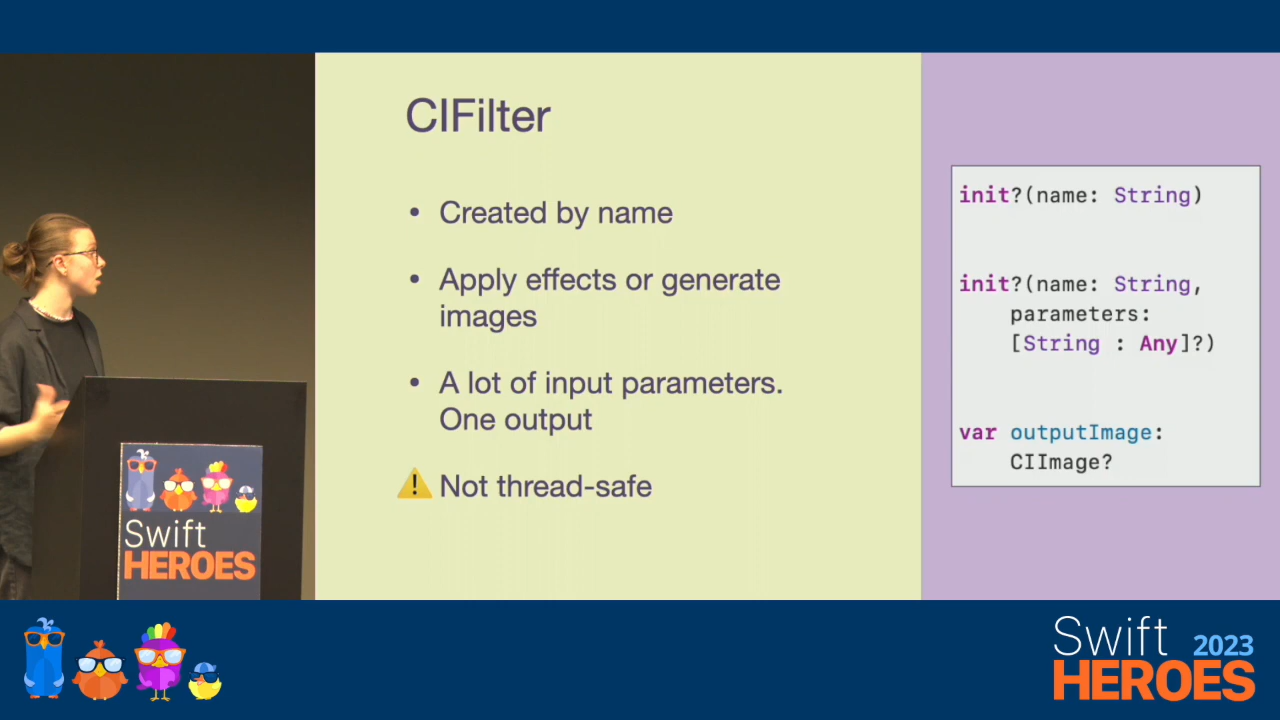 CIFilter
• Created by name
• Apply effects or generate
images
• A lot of input parameters.
One output
⚠️ Not thread-safe
init?(name: String)
init?(name: String,
parameters:
[String : Any]?)
var outputImage:
CIImage?
Swift
HEROES
Swift 2023
HEROES